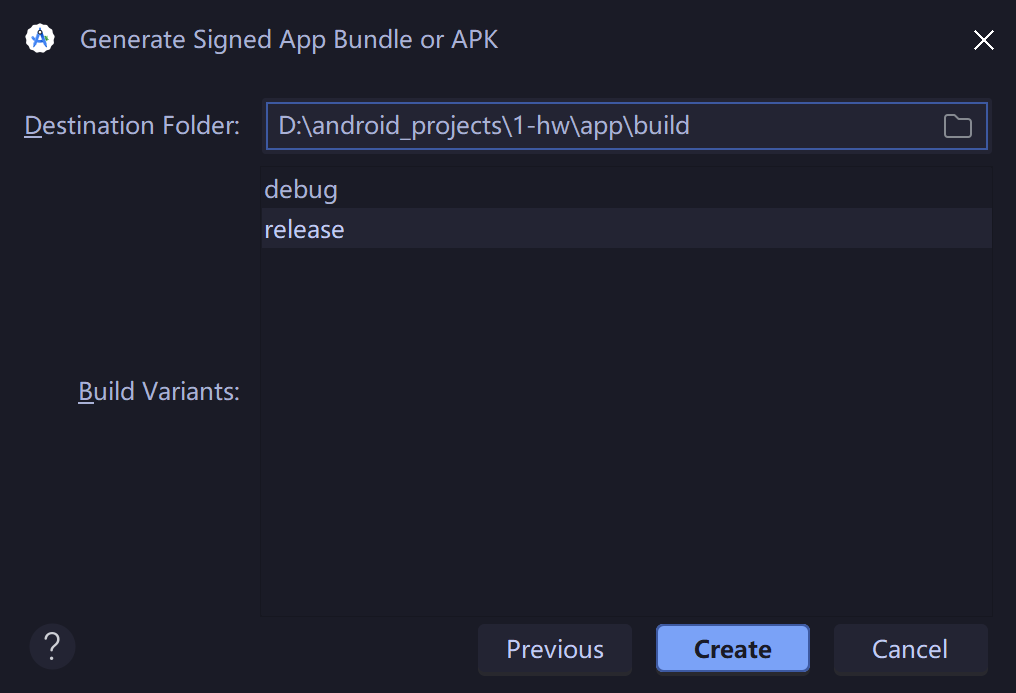 Generate Signed App Bundle or APK
Destination Folder: D:\android_projects\1-hw\app\build
debug
release
Build Variants:
?
Previous Create Cancel